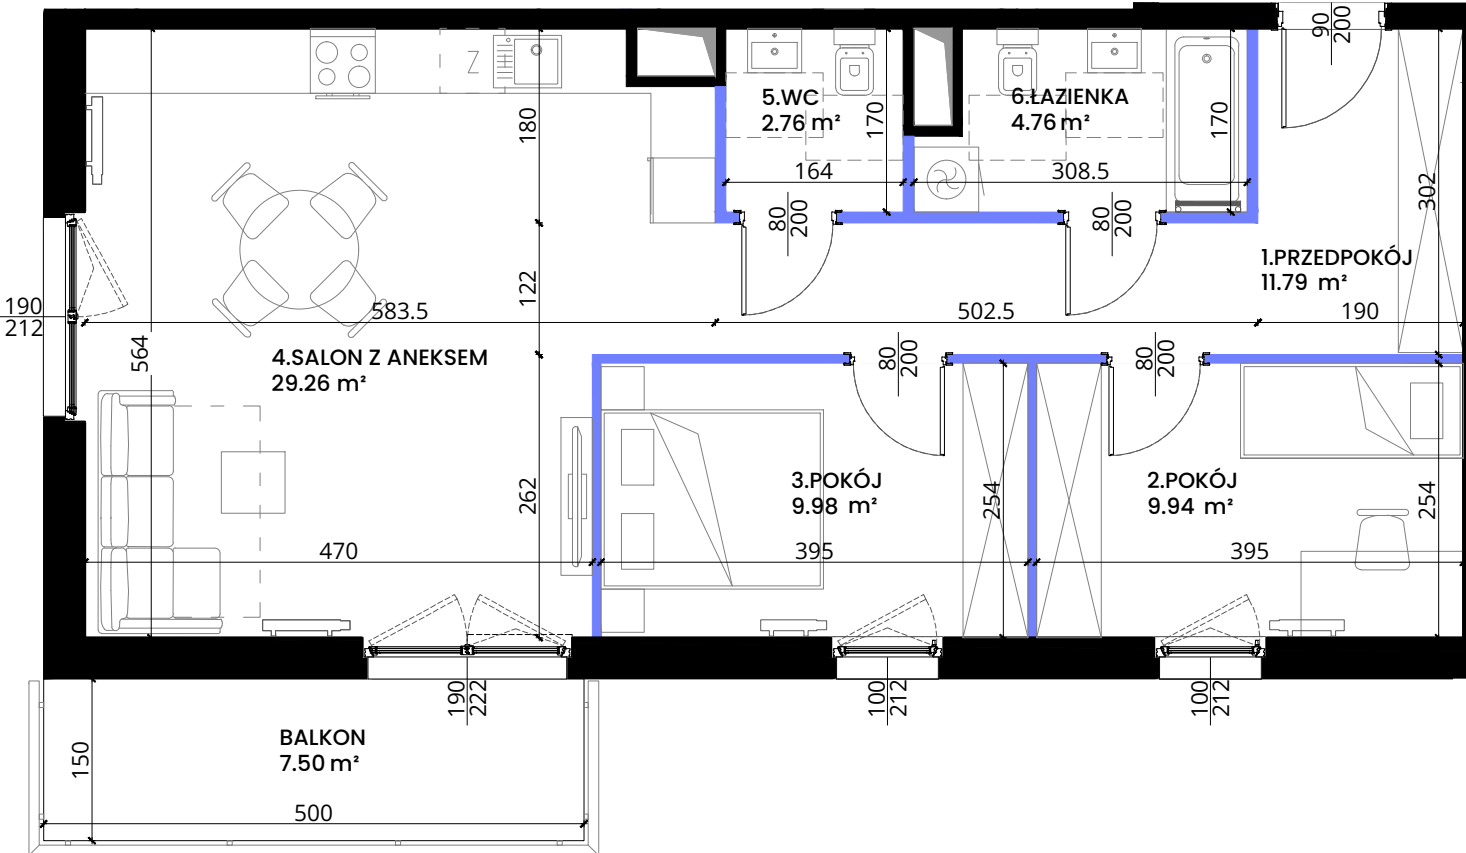 90
200
Z
180
5.WC
2.76 m²
170
164
6.ŁAZIENKA
4.76 m²
170
308.5
302
80
200
80
200
1.PRZEDPOKÓJ
11.79 m²
190
212
122
583.5
502.5
190
564
4.SALON Z ANEKSEM
29.26 m²
80
200
80
200
262
3.POKÓJ
9.98 m²
254
2.POKÓJ
9.94 m²
254
470
395
395
190
222
100
212
100
212
BALKON
7.50 m²
150
500